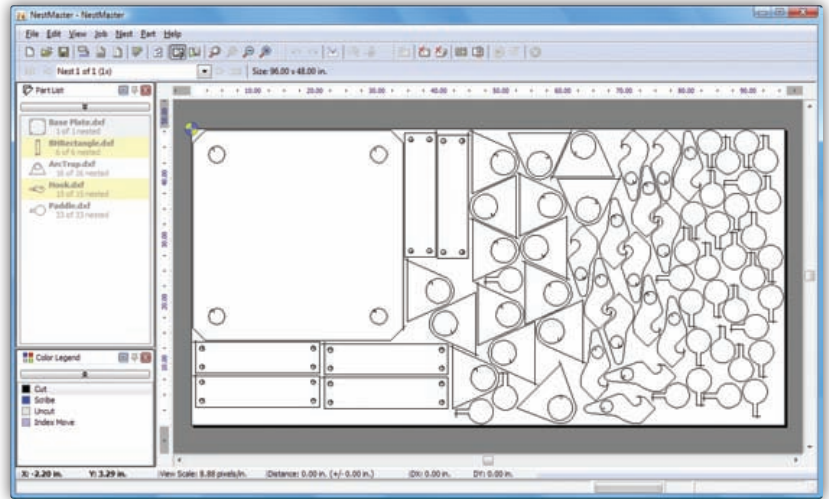 NestMaster - NestMaster
File Edit View Job Nest Part Help
Nest 1 of 1 (1x) Size: 96.00 x 48.00 in.
Part List
10.00 20.00 30.00 40.00 50.00 60.00 70.00 80.00 90.00
Base Plate.dxf
1 of 1 nested
BHRectangle.dxf
6 of 6 nested
ArcTrap.dxf
16 of 16 nested
Hook.dxf
Paddle.dxf
33 of 33 nested
Color Legend
Cut
Scribe
Uncut
Index Move
X: -2.20 in. Y: 3.29 in. View Scale: 8.88 pixels/in. Distance: 0.00 in. (+/- 0.00 in.) DX: 0.00 in. DY: 0.00 in.